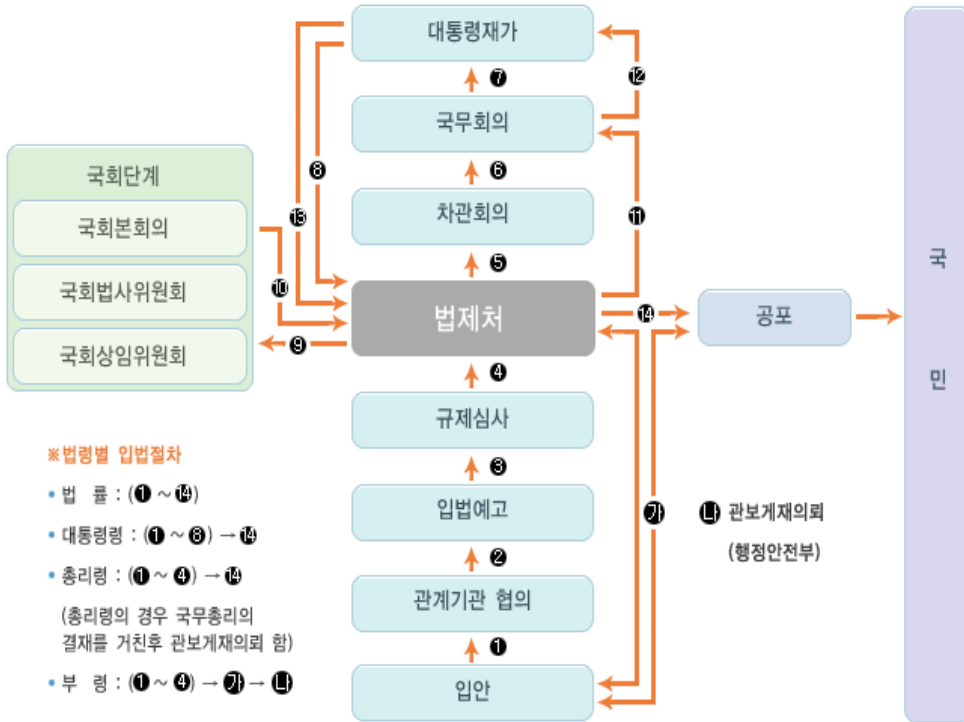 대통령재가
❼
⓬
국무회의
❽
❻
⓭
⓫
차관회의
❺
국회단계
국회본회의
국회법사위원회
국회상임위원회
❿
❾
법제처
⓮
공포
국
민
❹
규제심사
❸
입법예고
❷
관계기관 협의
❶
입안
㉮
㉯ 관보게재의뢰
(행정안전부)
※법령별 입법절차
• 법 률 : (❶ ~ ⓮)
• 대통령령 : (❶ ~ ❽) → ⓮
• 총리령 : (❶ ~ ❹) → ⓮
(총리령의 경우 국무총리의
결재를 거친후 관보게재의뢰 함)
• 부 령 : (❶ ~ ❹) → ㉮ → ㉯